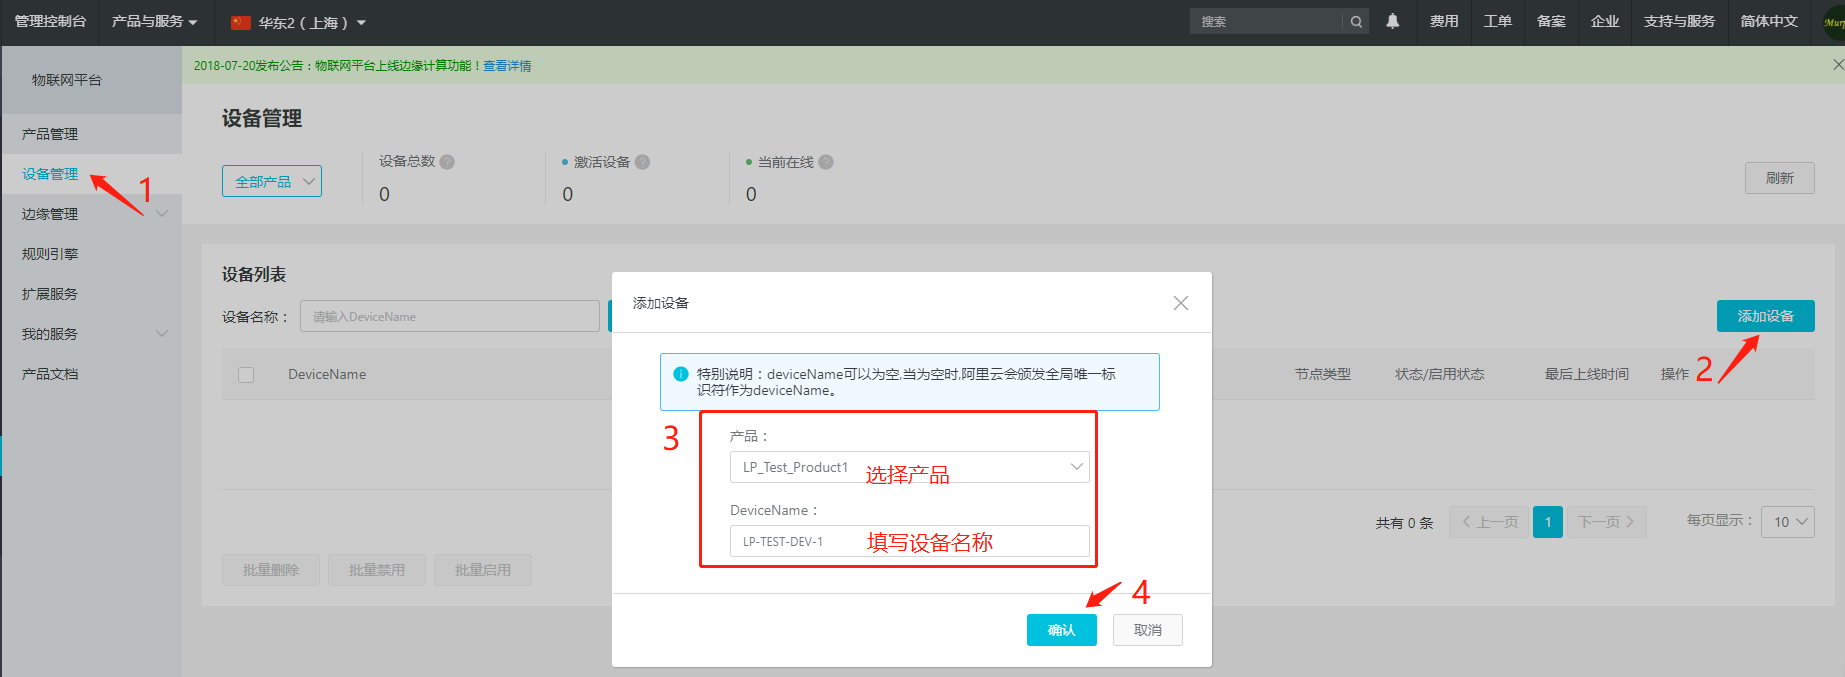 管理控制台 产品与服务 华东2（上海） 搜索 费用 工单 备案 企业 支持与服务 简体中文
物联网平台
产品管理
设备管理
边缘管理
规则引擎
扩展服务
我的服务
产品文档
1
2018-07-20发布公告：物联网平台上线边缘计算功能！查看详情
设备管理
全部产品
设备总数 ?
0
激活设备 ?
0
当前在线 ?
0
刷新
设备列表
设备名称： 请输入DeviceName
添加设备
2
DeviceName 节点类型 状态/启用状态 最后上线时间 操作
共有 0 条 上一页 1 下一页 每页显示： 10
批量删除 批量禁用 批量启用
添加设备
特别说明：deviceName可以为空,当为空时,阿里云会颁发全局唯一标
识符作为deviceName。
3
产品：
LP_Test_Product1 选择产品
DeviceName：
LP-TEST-DEV-1 填写设备名称
4
确认 取消